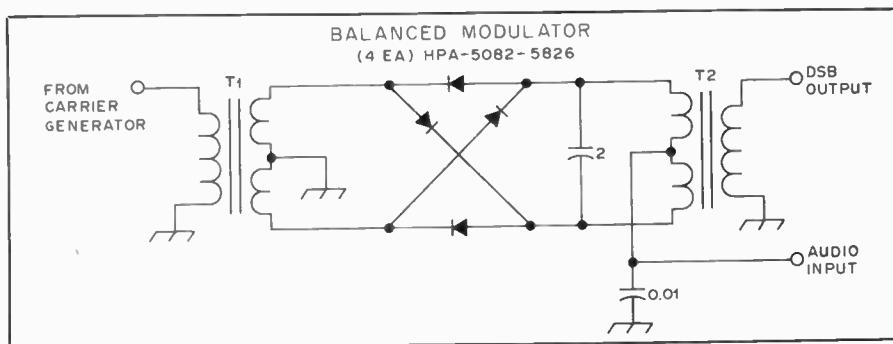 BALANCED MODULATOR
(4 EA) HPA-5082-5826
FROM
CARRIER
GENERATOR
T1
T2
DSB
OUTPUT
2
AUDIO
INPUT
0.01